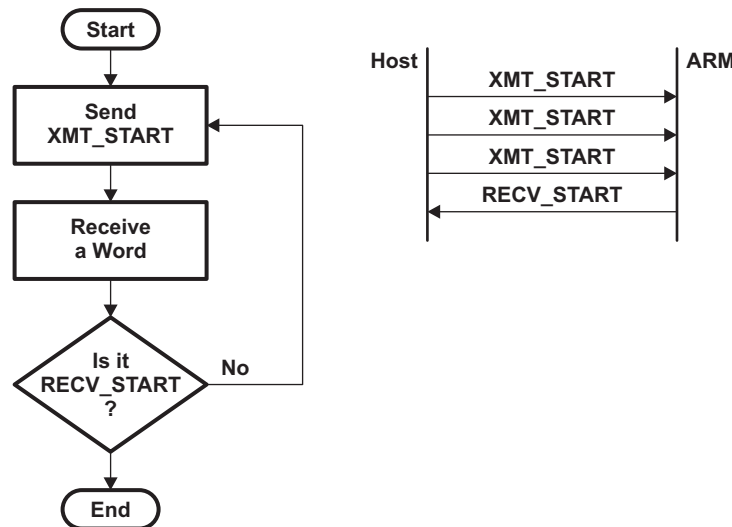 Start
Send
XMT_START
Receive
a Word
Is it
RECV_START
?
No
End
Host
ARM
XMT_START
XMT_START
XMT_START
RECV_START